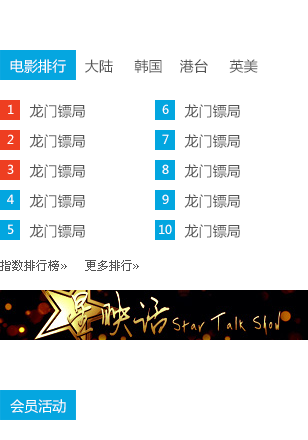 电影排行 大陆 韩国 港台 英美
1 龙门镖局 6 龙门镖局
2 龙门镖局 7 龙门镖局
3 龙门镖局 8 龙门镖局
4 龙门镖局 9 龙门镖局
5 龙门镖局 10 龙门镖局
指数排行榜» 更多排行»
星映话 Star Talk Show
会员活动